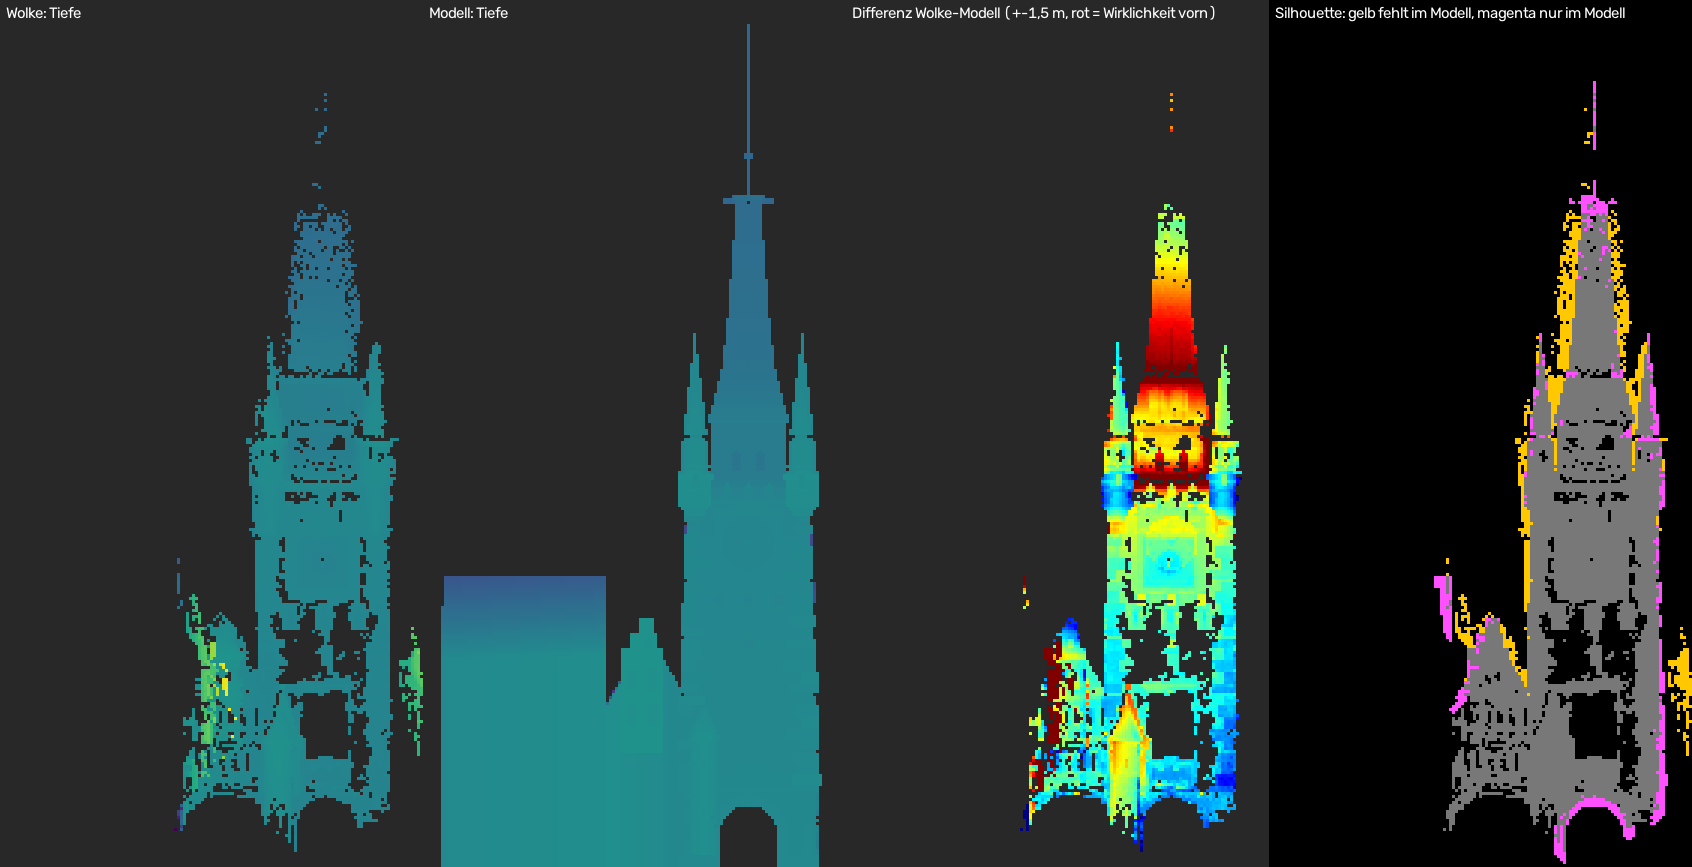 Wolke: Tiefe
Modell: Tiefe
Differenz Wolke-Modell (+-1,5 m, rot = Wirklichkeit vorn)
Silhouette: gelb fehlt im Modell, magenta nur im Modell